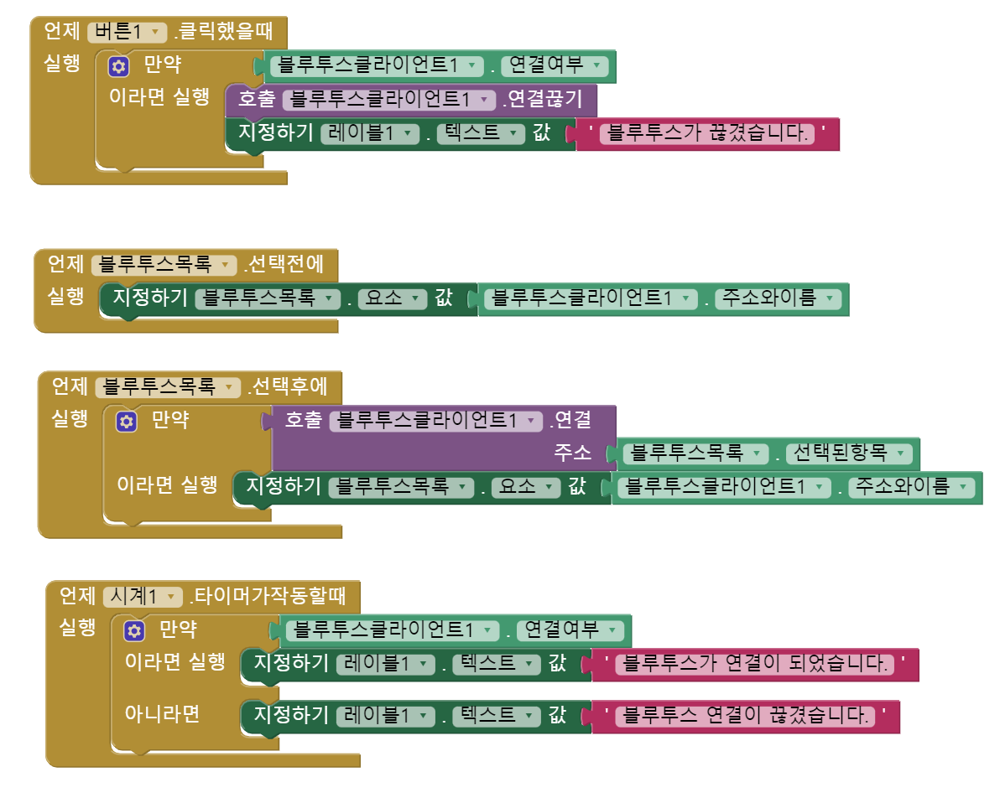 언제 버튼1 .클릭했을때
실행 만약 블루투스클라이언트1 . 연결여부
이라면 실행 호출 블루투스클라이언트1 .연결끊기
지정하기 레이블1 . 텍스트 값 ' 블루투스가 끊겼습니다. '
언제 블루투스목록 .선택전에
실행 지정하기 블루투스목록 . 요소 값 블루투스클라이언트1 . 주소와이름
언제 블루투스목록 .선택후에
실행 만약 호출 블루투스클라이언트1 .연결
주소 블루투스목록 . 선택된항목
이라면 실행 지정하기 블루투스목록 . 요소 값 블루투스클라이언트1 . 주소와이름
언제 시계1 .타이머가작동할때
실행 만약 블루투스클라이언트1 . 연결여부
이라면 실행 지정하기 레이블1 . 텍스트 값 ' 블루투스가 연결이 되었습니다. '
아니라면 지정하기 레이블1 . 텍스트 값 ' 블루투스 연결이 끊겼습니다. '